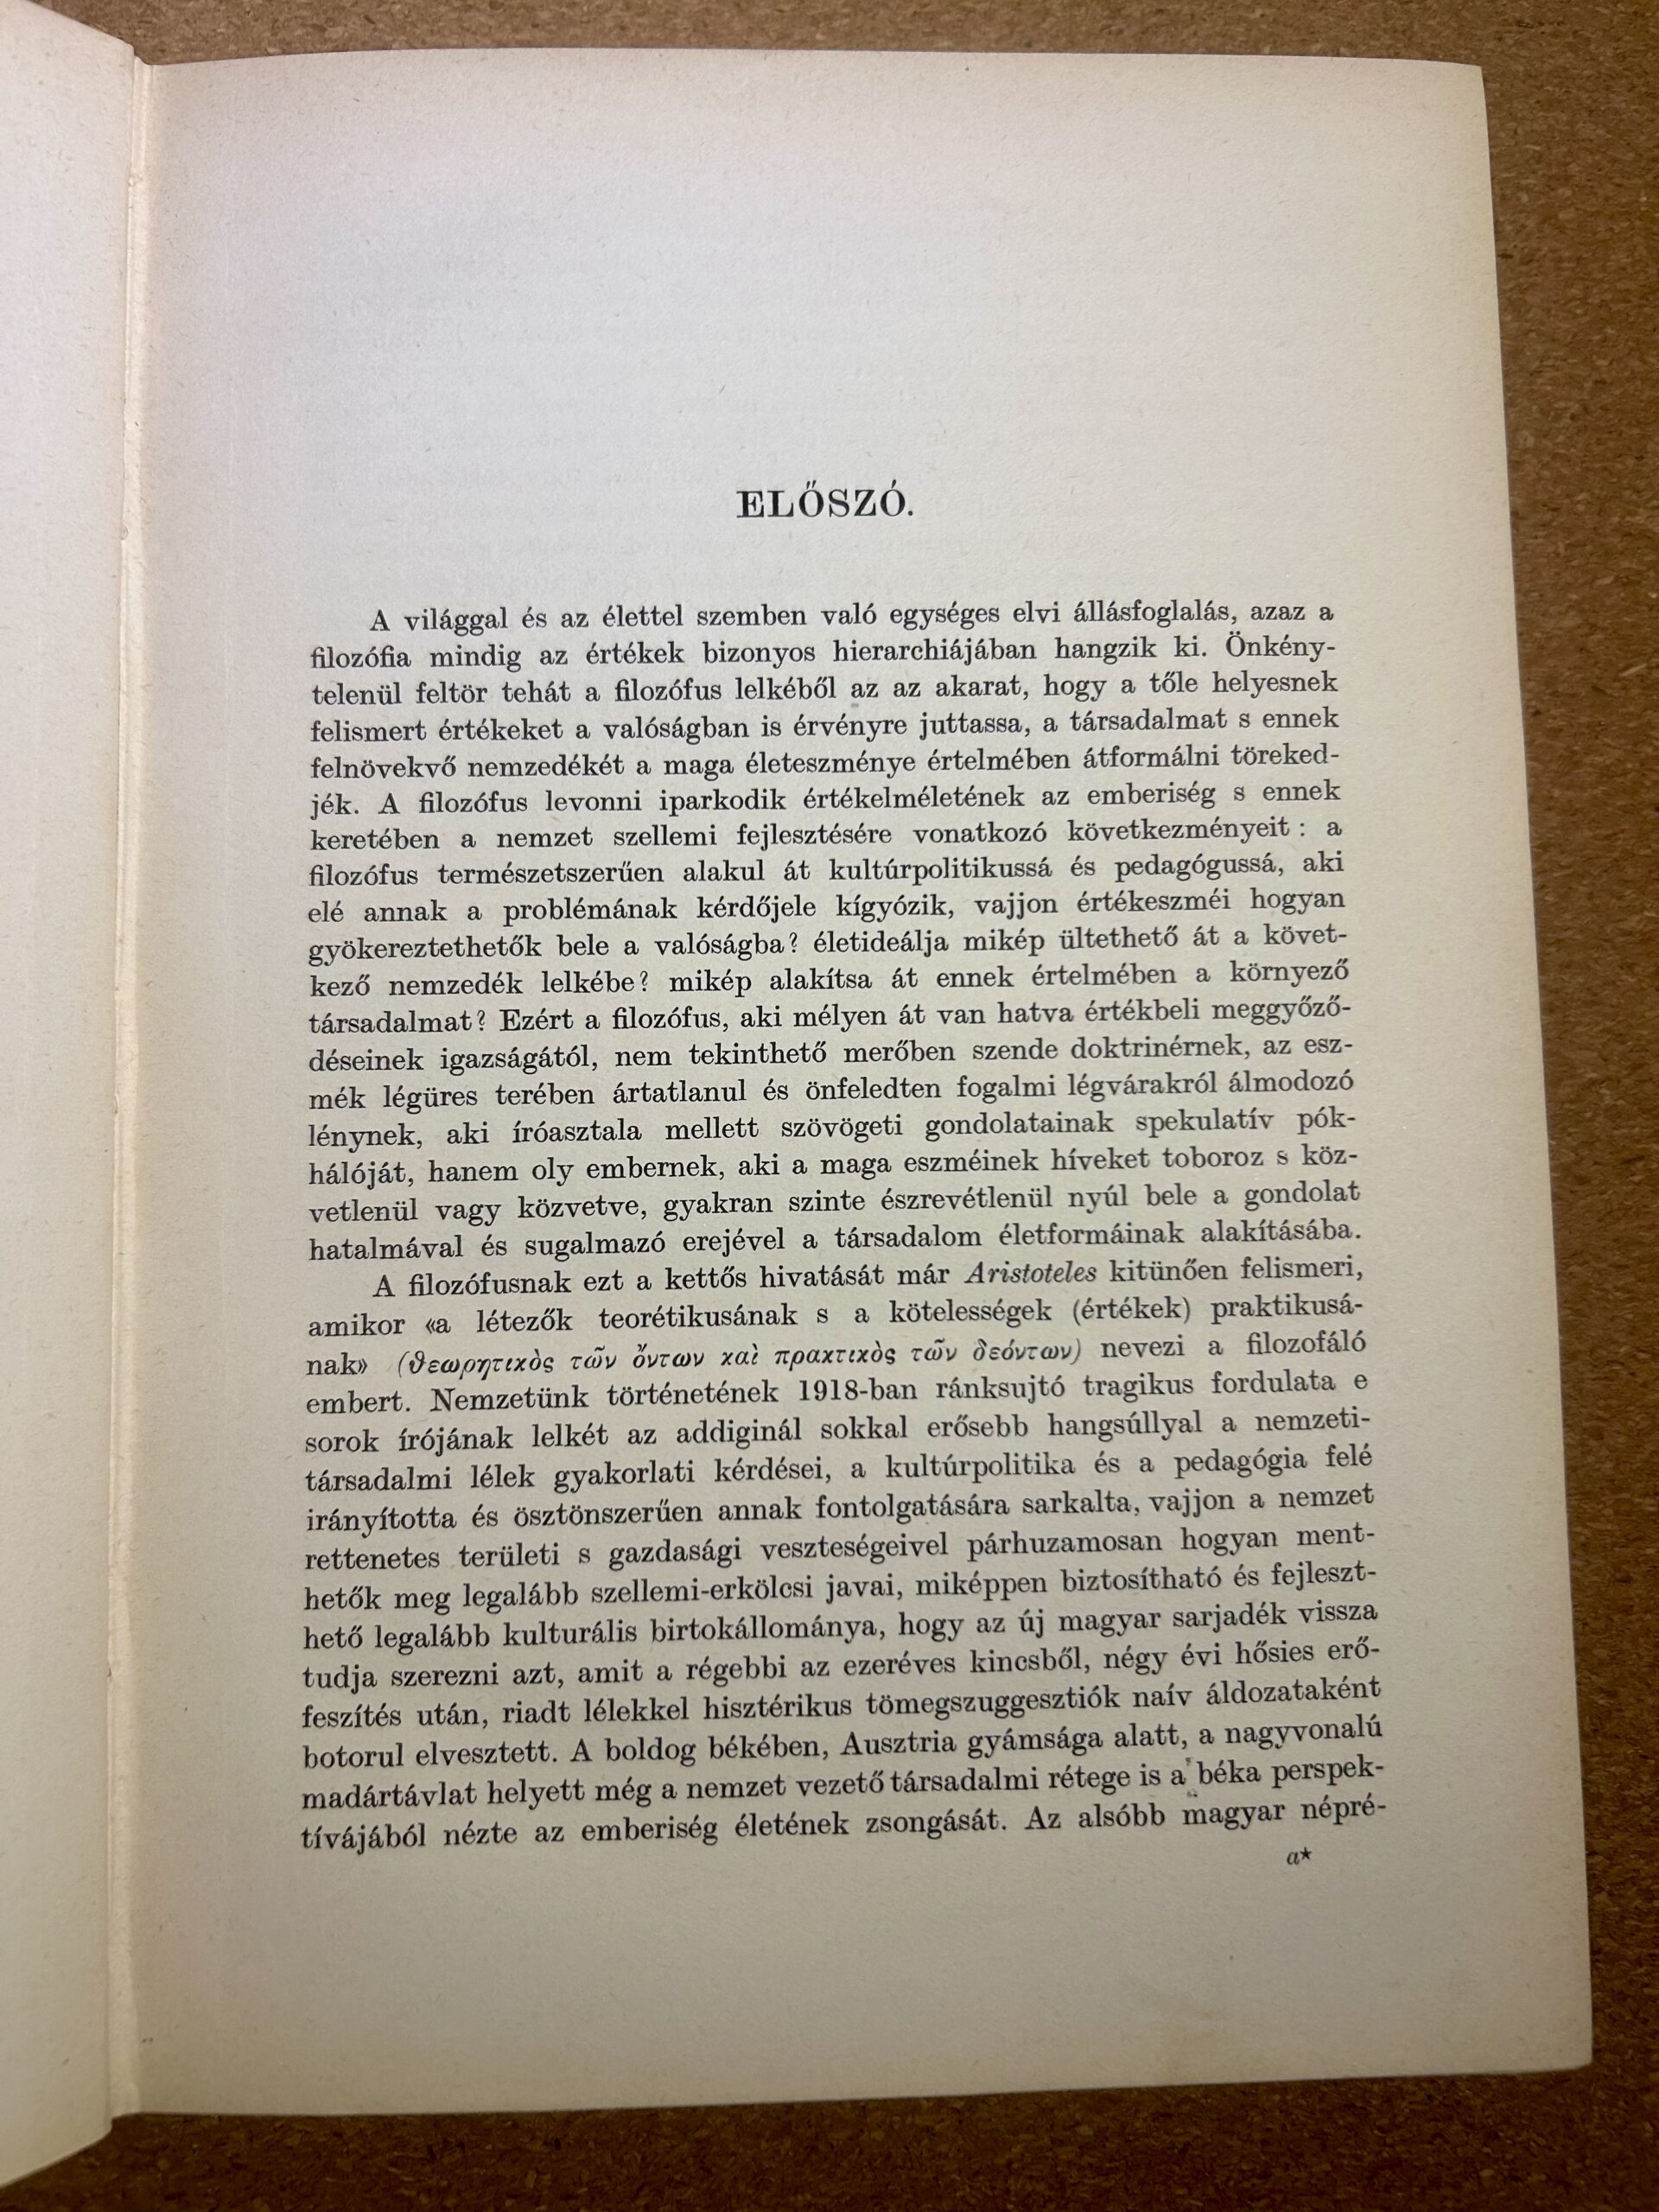 ELŐSZÓ.
A világgal és az élettel szemben való egységes elvi állásfoglalás, azaz a
filozófia mindig az értékek bizonyos hierarchiájában hangzik ki. Önkény-
telenül feltör tehát a filozófus lelkéből az az akarat, hogy a tőle helyesnek
felismert értékeket a valóságban is érvényre juttassa, a társadalmat s ennek
felnövekvő nemzedékét a maga életeszménye értelmében átformálni töreked-
jék. A filozófus levonni iparkodik értékelméletének az emberiség s ennek
keretében a nemzet szellemi fejlesztésére vonatkozó következményeit : a
filozófus természetszerűen alakul át kultúrpolitikussá és pedagógussá, aki
elé annak a problémának kérdőjele kígyózik, vajjon értékeszméi hogyan
gyökereztethetők bele a valóságba? életideálja mikép ültethető át a követ-
kező nemzedék lelkébe? mikép alakítsa át ennek értelmében a környező
társadalmat? Ezért a filozófus, aki mélyen át van hatva értékbeli meggyőző-
déseinek igazságától, nem tekinthető merőben szende doktrinérnek, az esz-
mék légüres terében ártatlanul és önfeledten fogalmi légvárakról álmodozó
lénynek, aki íróasztala mellett szövögeti gondolatainak spekulatív pók-
hálóját, hanem oly embernek, aki a maga eszméinek híveket toboroz s köz-
vetlenül vagy közvetve, gyakran szinte észrevétlenül nyúl bele a gondolat
hatalmával és sugalmazó erejével a társadalom életformáinak alakításába.
A filozófusnak ezt a kettős hivatását már Aristoteles kitünően felismeri,
amikor «a létezők teorétikusának s a kötelességek (értékek) praktikusá-
nak» (ϑεωρητικὸς τῶν ὄντων καὶ πρακτικὸς τῶν δεόντων) nevezi a filozofáló
embert. Nemzetünk történetének 1918-ban ránksujtó tragikus fordulata e
sorok írójának lelkét az addiginál sokkal erősebb hangsúllyal a nemzeti-
társadalmi lélek gyakorlati kérdései, a kultúrpolitika és a pedagógia felé
irányította és ösztönszerűen annak fontolgatására sarkalta, vajjon a nemzet
rettenetes területi s gazdasági veszteségeivel párhuzamosan hogyan ment-
hetők meg legalább szellemi-erkölcsi javai, miképpen biztosítható és fejleszt-
hető legalább kulturális birtokállománya, hogy az új magyar sarjadék vissza
tudja szerezni azt, amit a régebbi az ezeréves kincsből, négy évi hősies erő-
feszítés után, riadt lélekkel hisztérikus tömegszuggesztiók naív áldozataként
botorul elvesztett. A boldog békében, Ausztria gyámsága alatt, a nagyvonalú
madártávlat helyett még a nemzet vezető társadalmi rétege is a béka perspek-
tívájából nézte az emberiség életének zsongását. Az alsóbb magyar népré-
a*